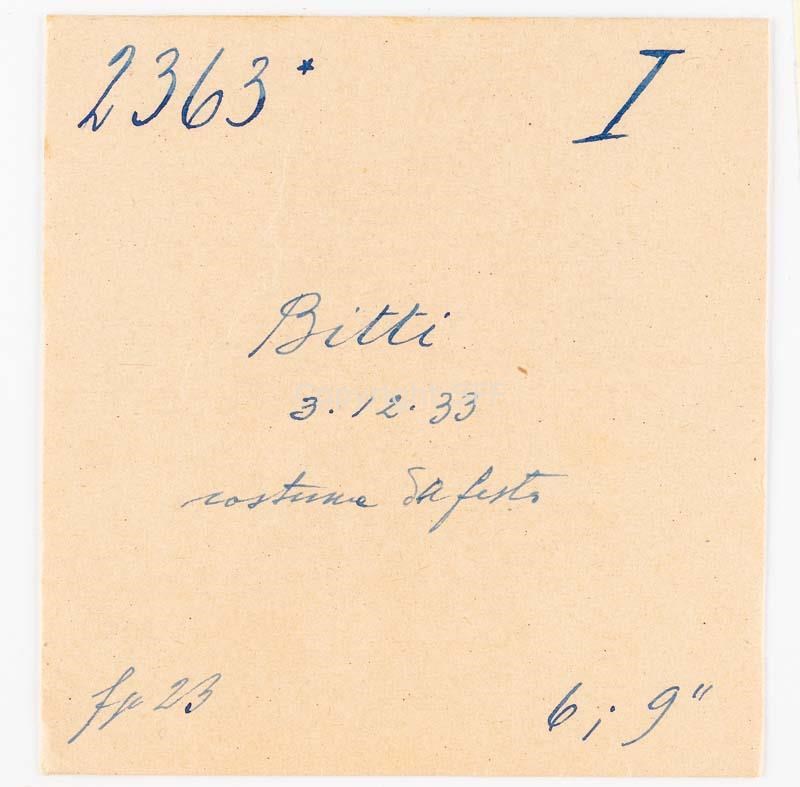 2363* I
Bitti
3.12.33
costume da festa
fp 23
6; 9"